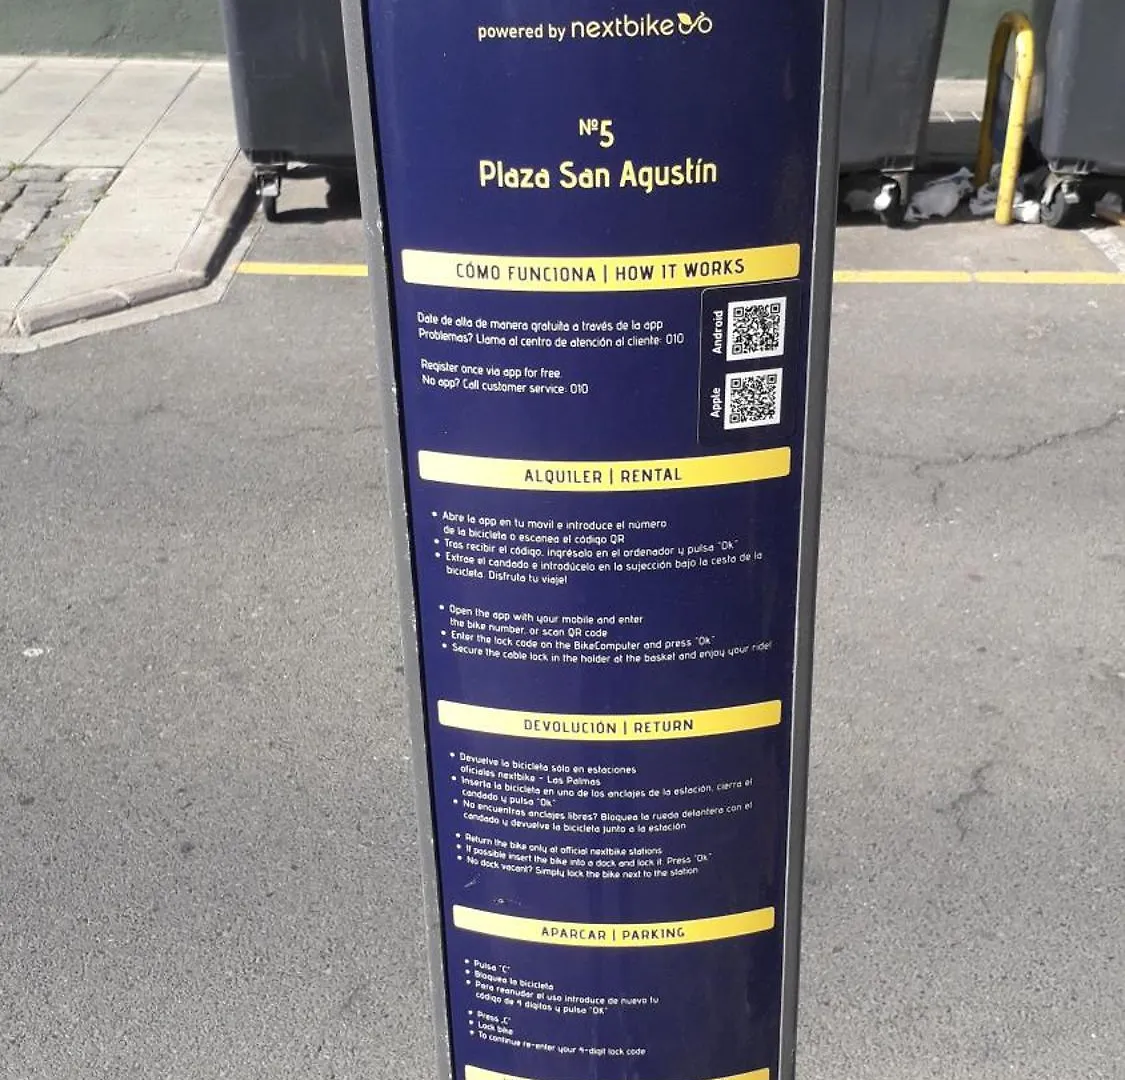 powered by nextbike
Nº5
Plaza San Agustín
CÓMO FUNCIONA | HOW IT WORKS
Date de alta de manera gratuita a través de la app
Problemas? Llama al centro de atención al cliente: 010
Register once via app for free.
No app? Call customer service: 010
Android
Apple
ALQUILER | RENTAL
• Abre la app en tu movil e introduce el número
de la bicicleta o escanea el código QR
• Tras recibir el código, ingrésalo en el ordenador y pulsa "Ok"
• Extrae el candado e introdúcelo en la sujección bajo la cesta de la
bicicleta. Disfruta tu viaje!
• Open the app with your mobile and enter
the bike number, or scan QR code
• Enter the lock code on the BikeComputer and press "Ok"
• Secure the cable lock in the holder at the basket and enjoy your ride!
DEVOLUCIÓN | RETURN
• Devuelve la bicicleta sólo en estaciones
oficiales nextbike - Las Palmas
• Inserta la bicicleta en uno de los anclajes de la estación, cierra el
candado y pulsa "Ok"
• No encuentras anclajes libres? Bloquea la rueda delantera con el
candado y devuelve la bicicleta junto a la estación
• Return the bike only at official nextbike stations
• If possible insert the bike into a dock and lock it. Press "Ok"
• No dock vacant? Simply lock the bike next to the station
APARCAR | PARKING
• Pulsa "C"
• Bloquea la bicicleta
• Para reanudar el uso introduce de nuevo tu
código de 4 dígitos y pulsa "OK"
• Press „C"
• Lock bike
• To continue re-enter your 4-digit lock code